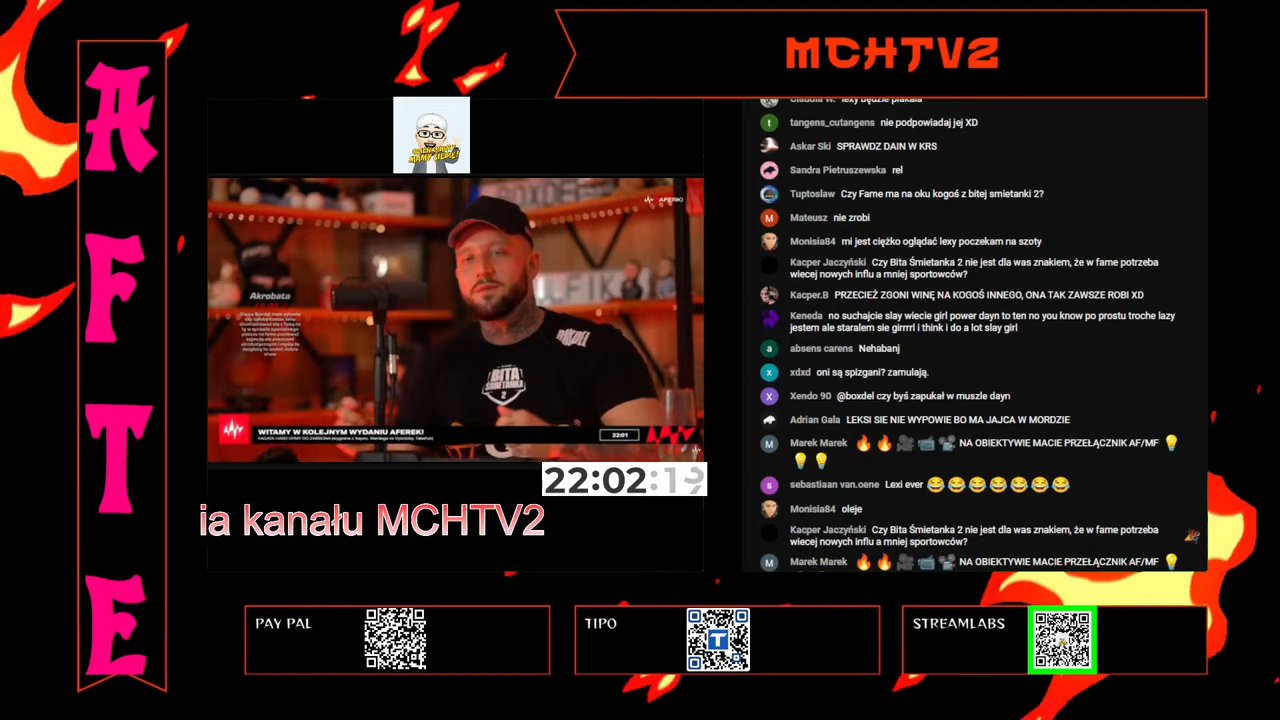 MCHTV2
AFTE
MAMY CIEBIE!
AFERKI
Akrobata
BOXDEL
BITA
ŚMIETANKA
2
WITAMY W KOLEJNYM WYDANIU AFEREK!
22:01
22:02
ia kanału MCHTV2
Claudia W. lexy będzie płakała
tangens_cutangens nie podpowiadaj jej XD
Askar Ski SPRAWDZ DAIN W KRS
Sandra Pietruszewska rel
Tuptoslaw Czy Fame ma na oku kogoś z bitej smietanki 2?
Mateusz nie zrobi
Monisia84 mi jest ciężko oglądać lexy poczekam na szoty
Kacper Jaczyński Czy Bita Śmietanka 2 nie jest dla was znakiem, że w fame potrzeba
wiecej nowych influ a mniej sportowców?
Kacper.B PRZECIEŻ ZGONI WINĘ NA KOGOŚ INNEGO, ONA TAK ZAWSZE ROBI XD
Keneda no suchajcie slay wiecie girl power dayn to ten no you know po prostu troche lazy
jestem ale staralem sie girrrrl i think i do a lot slay girl
absens carens Nehabanj
xdxd oni są spizgani? zamulają.
Xendo 90 @boxdel czy byś zapukał w muszle dayn
Adrian Gala LEKSI SIE NIE WYPOWIE BO MA JAJCA W MORDZIE
Marek Marek 🔥🔥🎥📹📽 NA OBIEKTYWIE MACIE PRZEŁĄCZNIK AF/MF 💡
💡💡
sebastiaan van.oene Lexi ever 😂😂😂😂😂😂😂
Monisia84 oleje
Kacper Jaczyński Czy Bita Śmietanka 2 nie jest dla was znakiem, że w fame potrzeba
wiecej nowych influ a mniej sportowców?
Marek Marek 🔥🔥🎥📹📽 NA OBIEKTYWIE MACIE PRZEŁĄCZNIK AF/MF 💡
PAY PAL
TIPO
T
STREAMLABS